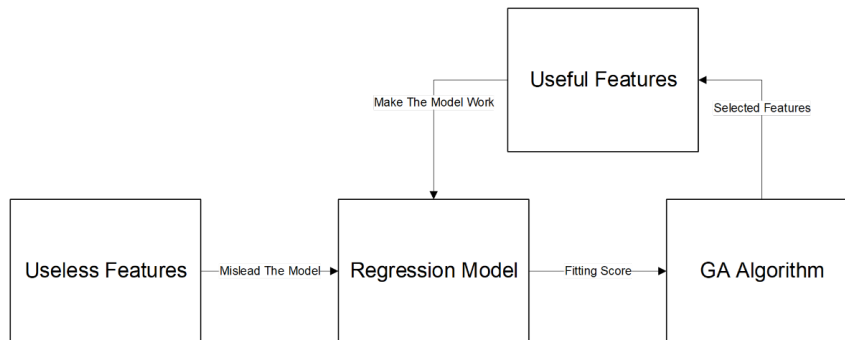 Useful Features
Make The Model Work
Selected Features
Useless Features
Mislead The Model
Regression Model
Fitting Score
GA Algorithm